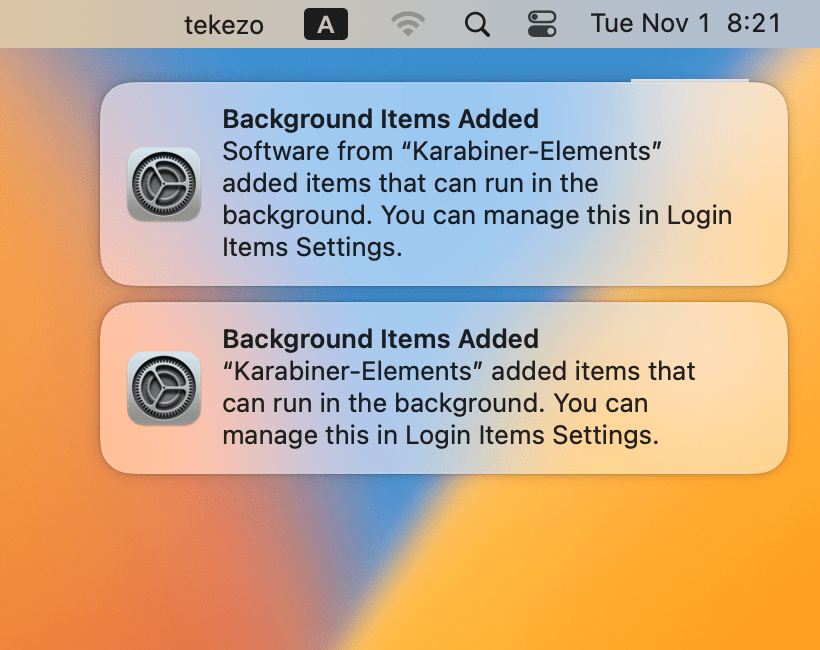 tekezo A Tue Nov 1 8:21
Background Items Added
Software from “Karabiner-Elements”
added items that can run in the
background. You can manage this in Login
Items Settings.
Background Items Added
“Karabiner-Elements” added items that
can run in the background. You can
manage this in Login Items Settings.